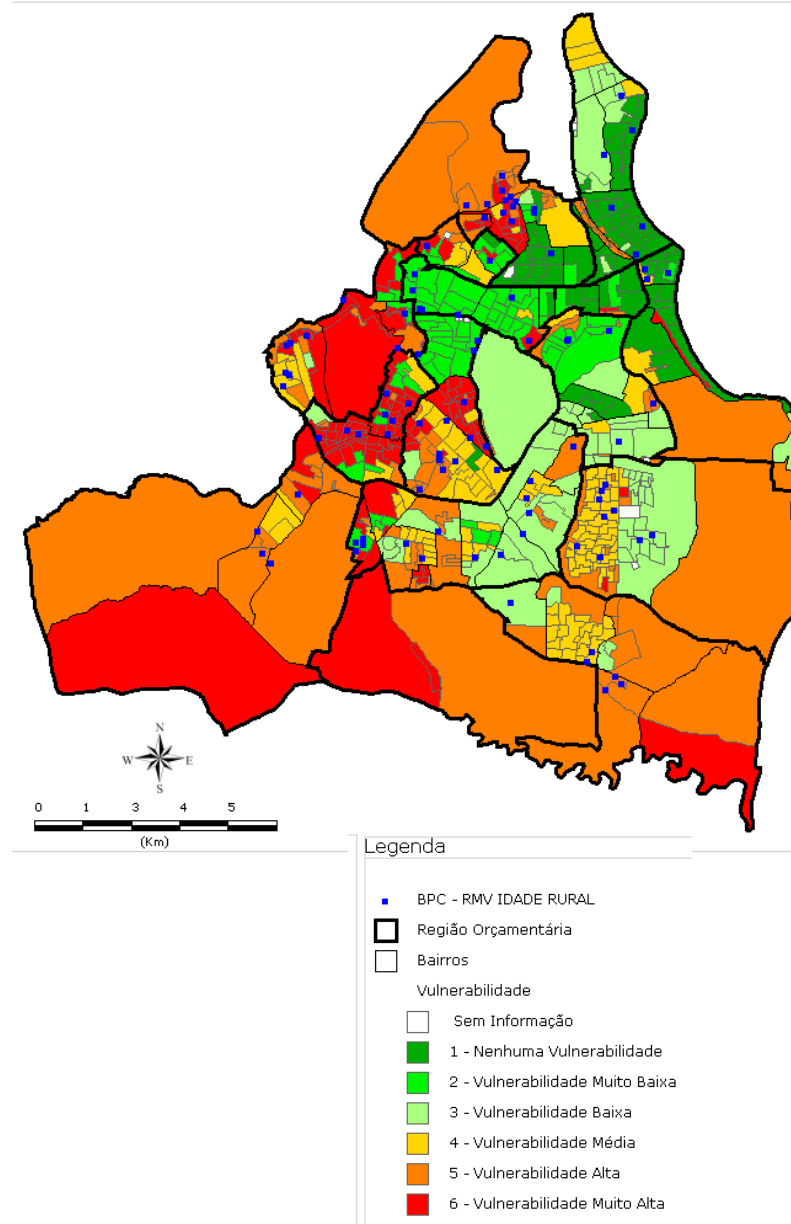 N
W E
S
0 1 3 4 5
(Km)
Legenda
BPC - RMV IDADE RURAL
Região Orçamentária
Bairros
Vulnerabilidade
Sem Informação
1 - Nenhuma Vulnerabilidade
2 - Vulnerabilidade Muito Baixa
3 - Vulnerabilidade Baixa
4 - Vulnerabilidade Média
5 - Vulnerabilidade Alta
6 - Vulnerabilidade Muito Alta